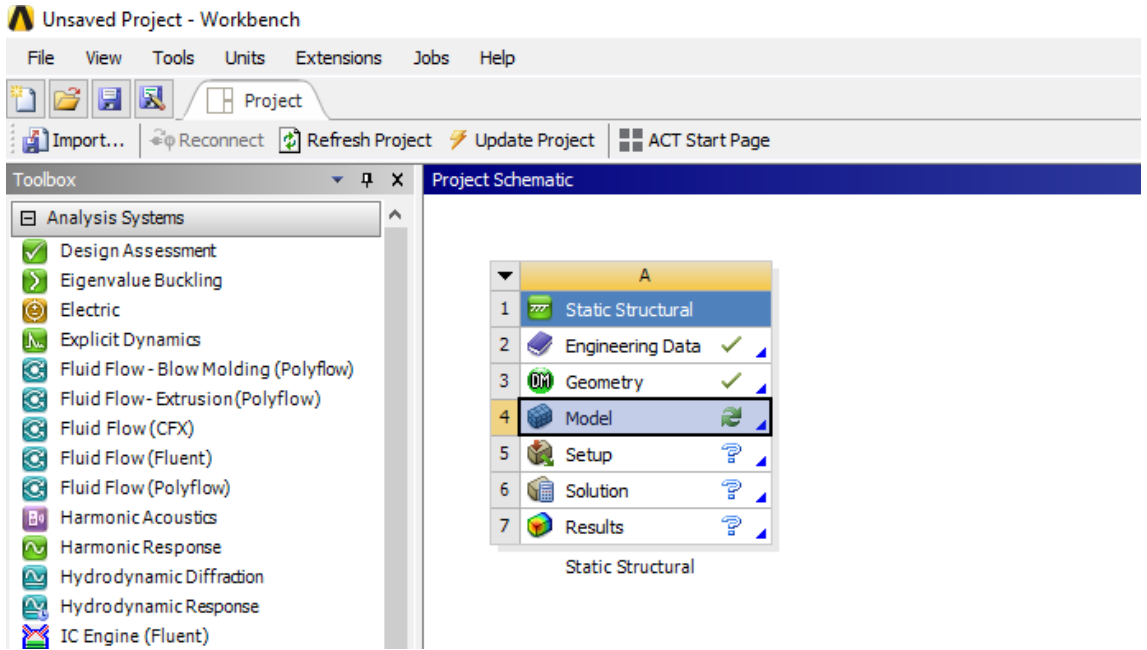 Unsaved Project - Workbench
File View Tools Units Extensions Jobs Help
Project
Import... Reconnect Refresh Project Update Project ACT Start Page
Toolbox
Analysis Systems
Design Assessment
Eigenvalue Buckling
Electric
Explicit Dynamics
Fluid Flow - Blow Molding (Polyflow)
Fluid Flow- Extrusion (Polyflow)
Fluid Flow (CFX)
Fluid Flow (Fluent)
Fluid Flow (Polyflow)
Harmonic Acoustics
Harmonic Response
Hydrodynamic Diffraction
Hydrodynamic Response
IC Engine (Fluent)
Project Schematic
A
1 Static Structural
2 Engineering Data
3 DM Geometry
4 Model
5 Setup
6 Solution
7 Results
Static Structural